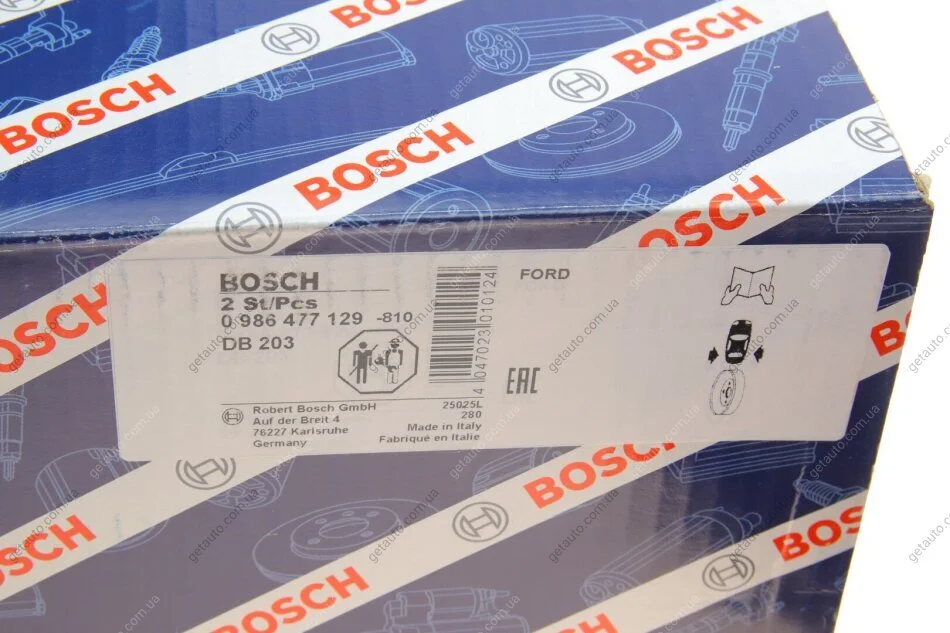 BOSCH
BOSCH
BOSCH
BOSCH
BOSCH
BOSCH
2 St/Pcs
0 986 477 129 -810
DB 203
4 047023 010124
FORD
EAC
Robert Bosch GmbH
Auf der Breit 4
76227 Karlsruhe
Germany
25025L
280
Made in Italy
Fabriqué en Italie
BOSCH
BOSCH
BOSCH
BOSCH
BOSCH
getauto.com.ua